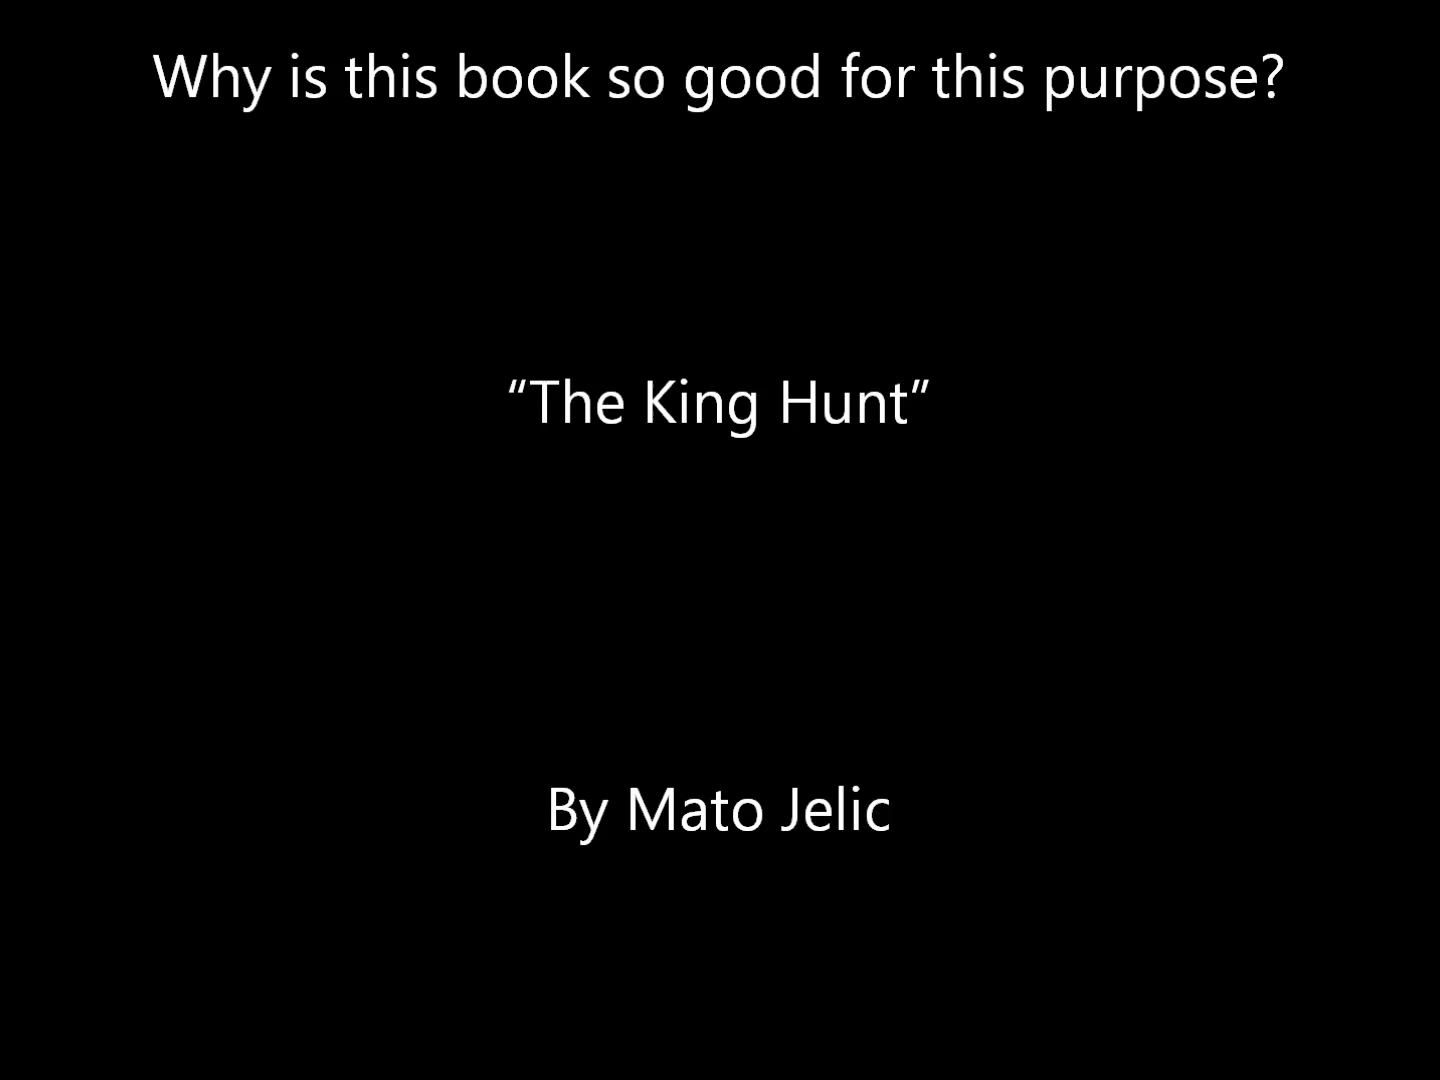 Why is this book so good for this purpose?
“The King Hunt”
By Mato Jelic